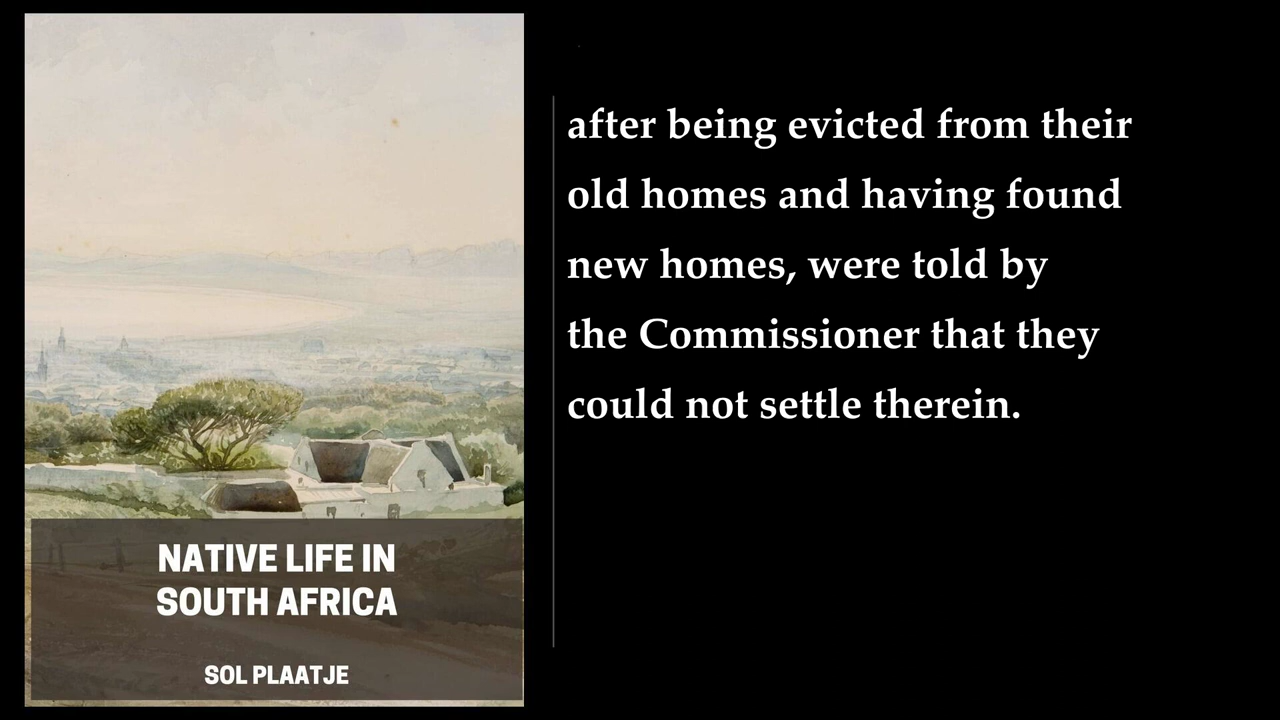 NATIVE LIFE IN
SOUTH AFRICA
SOL PLAATJE
after being evicted from their
old homes and having found
new homes, were told by
the Commissioner that they
could not settle therein.